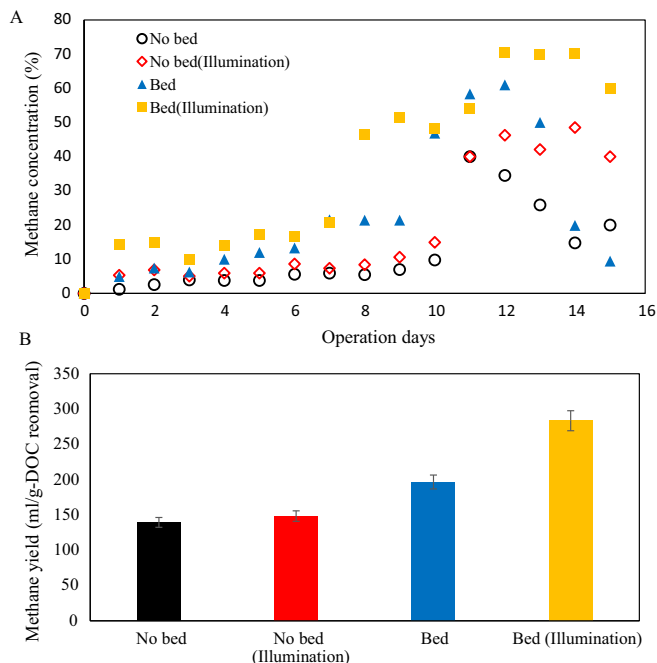 A
80
70
60
50
40
30
20
10
0
Methane concentration (%)
No bed
No bed(Illumination)
Bed
Bed(Illumination)
0 2 4 6 8 10 12 14 16
Operation days
B
350
300
250
200
150
100
50
0
Methane yield (ml/g-DOC reomoval)
No bed No bed Bed Bed (Illumination)
(Illumination)